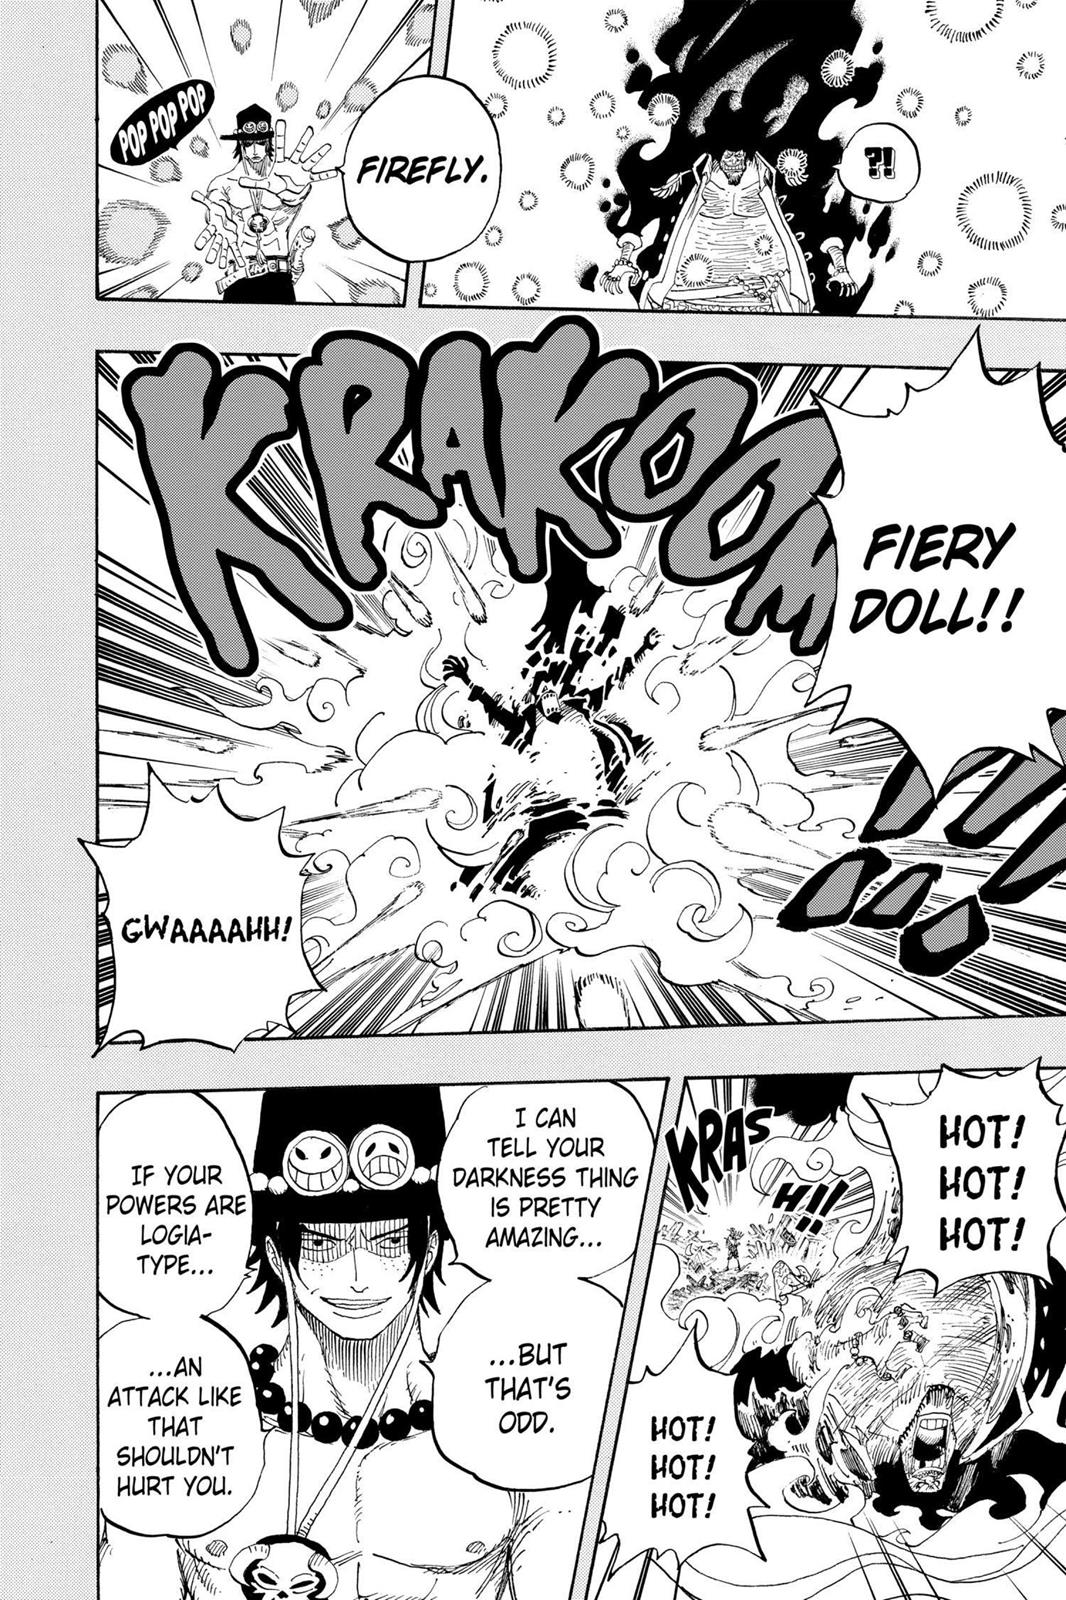 ?!
FIREFLY.
POP POP POP
FIERY
DOLL!!
KRAKOOM
!!!
GWAAAAHH!
HOT!
HOT!
HOT!
KRAS
H!!
HOT!
HOT!
HOT!
I CAN
TELL YOUR
DARKNESS THING
IS PRETTY
AMAZING...
...BUT
THAT'S
ODD.
IF YOUR
POWERS ARE
LOGIA-
TYPE...
...AN
ATTACK LIKE
THAT
SHOULDN'T
HURT YOU.